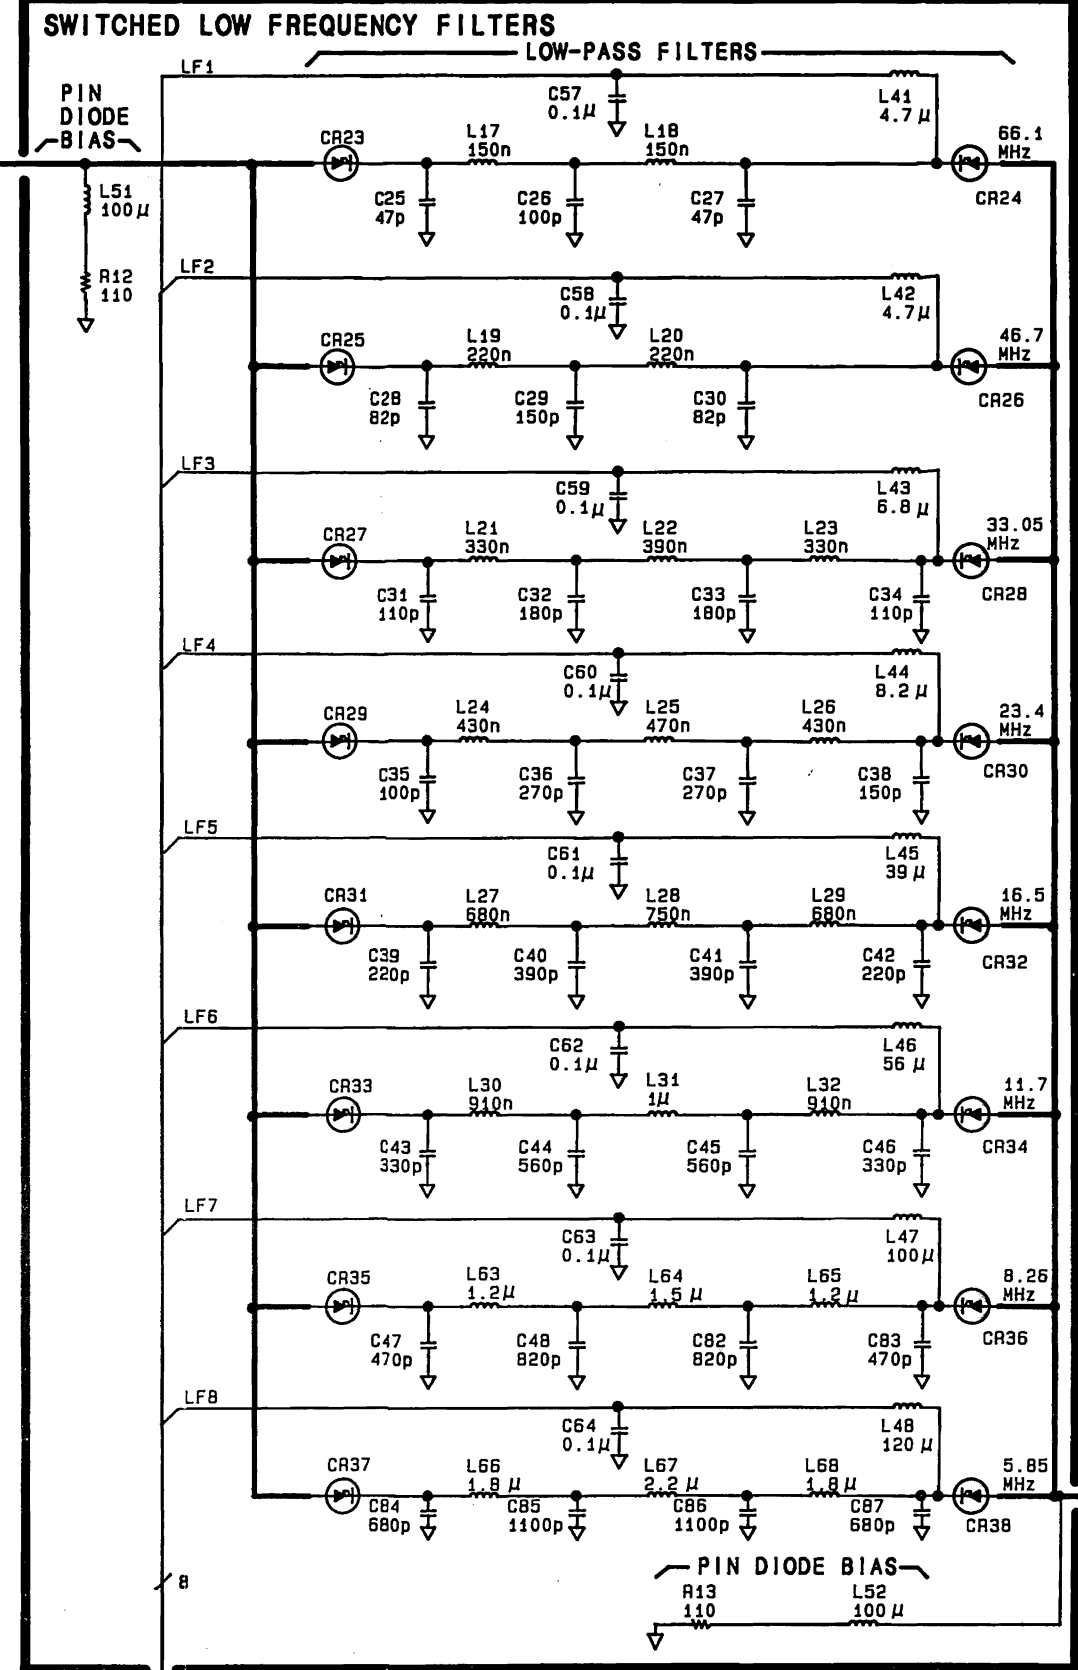 SWITCHED LOW FREQUENCY FILTERS
LOW-PASS FILTERS
PIN
DIODE
BIAS
L51
100μ
R12
110
LF1
C57
0.1μ
L41
4.7μ
CR23
L17
150n
L18
150n
66.1
MHz
C25
47p
C26
100p
C27
47p
CR24
LF2
C58
0.1μ
L42
4.7μ
CR25
L19
220n
L20
220n
46.7
MHz
C28
82p
C29
150p
C30
82p
CR26
LF3
C59
0.1μ
L43
6.8μ
CR27
L21
330n
L22
390n
L23
330n
33.05
MHz
C31
110p
C32
180p
C33
180p
C34
110p
CR28
LF4
C60
0.1μ
L44
8.2μ
CR29
L24
430n
L25
470n
L26
430n
23.4
MHz
C35
100p
C36
270p
C37
270p
C38
150p
CR30
LF5
C61
0.1μ
L45
39μ
CR31
L27
680n
L28
750n
L29
680n
16.5
MHz
C39
220p
C40
390p
C41
390p
C42
220p
CR32
LF6
C62
0.1μ
L46
56μ
CR33
L30
910n
L31
1μ
L32
910n
11.7
MHz
C43
330p
C44
560p
C45
560p
C46
330p
CR34
LF7
C63
0.1μ
L47
100μ
CR35
L63
1.2μ
L64
1.5μ
L65
1.2μ
8.26
MHz
C47
470p
C48
820p
C82
820p
C83
470p
CR36
LF8
C64
0.1μ
L48
120μ
CR37
L66
1.8μ
L67
2.2μ
L68
1.8μ
5.85
MHz
C84
680p
C85
1100p
C86
1100p
C87
680p
CR38
8
PIN DIODE BIAS
R13
110
L52
100μ